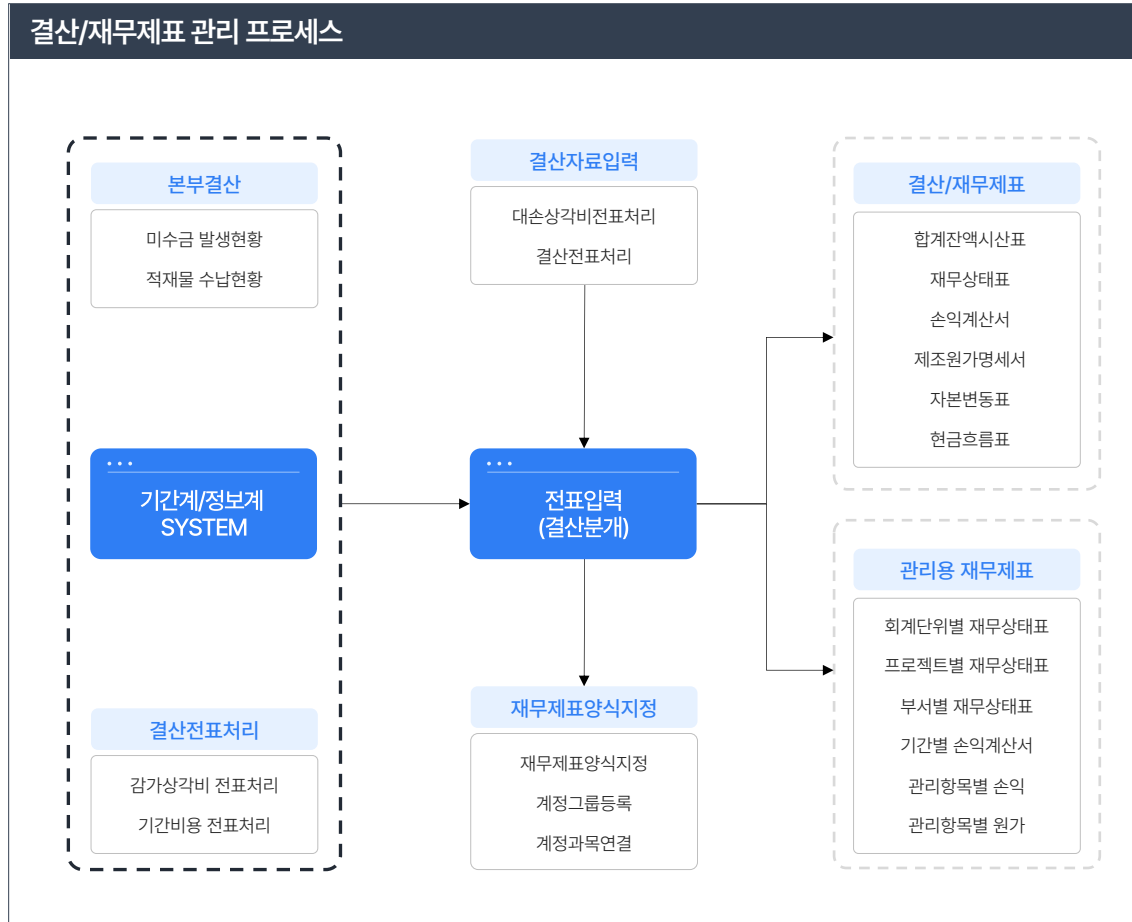 결산/재무제표 관리 프로세스
본부결산
미수금 발생현황
적재물 수납현황
기간계/정보계
SYSTEM
결산전표처리
감가상각비 전표처리
기간비용 전표처리
결산자료입력
대손상각비전표처리
결산전표처리
전표입력
(결산분개)
재무제표양식지정
재무제표양식지정
계정그룹등록
계정과목연결
결산/재무제표
합계잔액시산표
재무상태표
손익계산서
제조원가명세서
자본변동표
현금흐름표
관리용 재무제표
회계단위별 재무상태표
프로젝트별 재무상태표
부서별 재무상태표
기간별 손익계산서
관리항목별 손익
관리항목별 원가